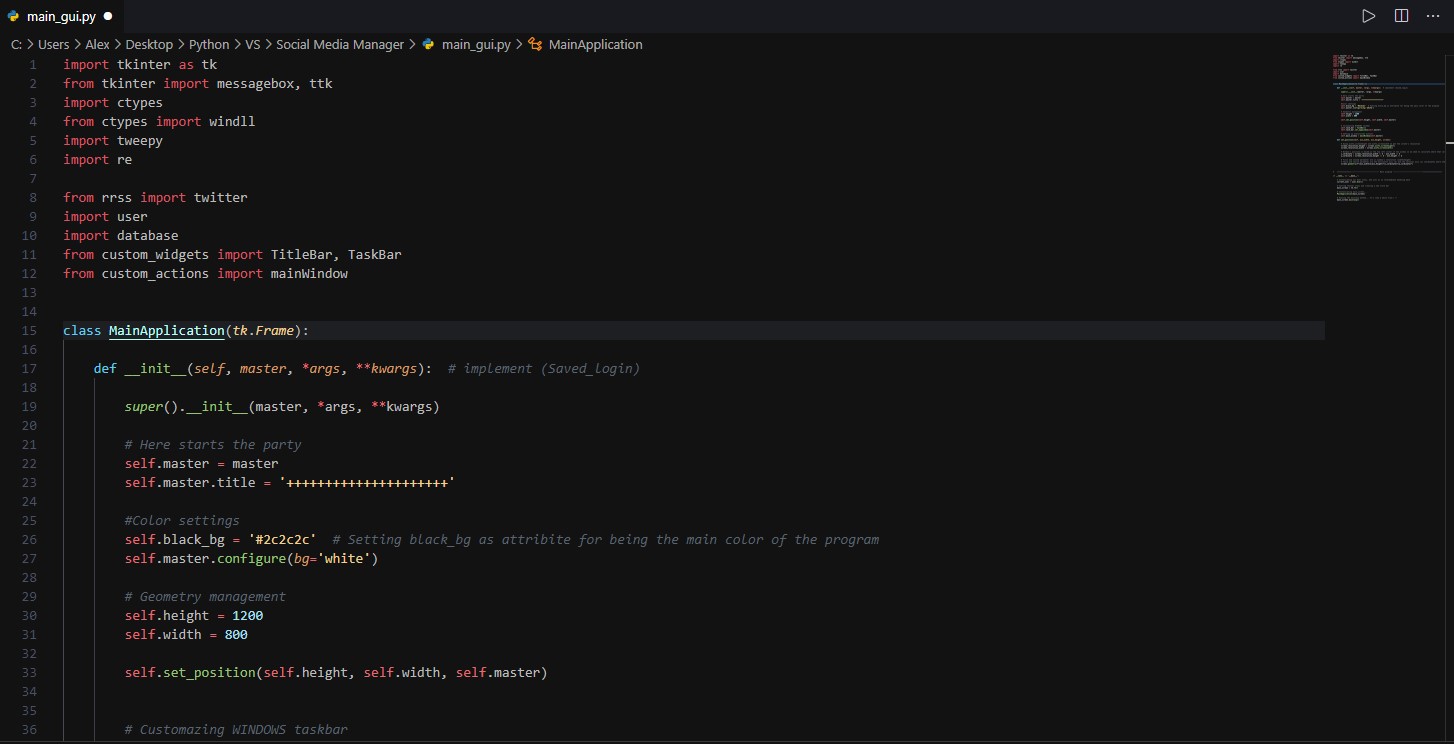 main_gui.py
C: > Users > Alex > Desktop > Python > VS > Social Media Manager > main_gui.py > MainApplication
1 import tkinter as tk
2 from tkinter import messagebox, ttk
3 import ctypes
4 from ctypes import windll
5 import tweepy
6 import re
7
8 from rrss import twitter
9 import user
10 import database
11 from custom_widgets import TitleBar, TaskBar
12 from custom_actions import mainWindow
13
14
15 class MainApplication(tk.Frame):
16
17     def __init__(self, master, *args, **kwargs):  # implement (Saved_login)
18
19         super().__init__(master, *args, **kwargs)
20
21         # Here starts the party
22         self.master = master
23         self.master.title = '+++++++++++++++++++++'
24
25         #Color settings
26         self.black_bg = '#2c2c2c'  # Setting black_bg as attribite for being the main color of the program
27         self.master.configure(bg='white')
28
29         # Geometry management
30         self.height = 1200
31         self.width = 800
32
33         self.set_position(self.height, self.width, self.master)
34
35
36         # Customazing WINDOWS taskbar